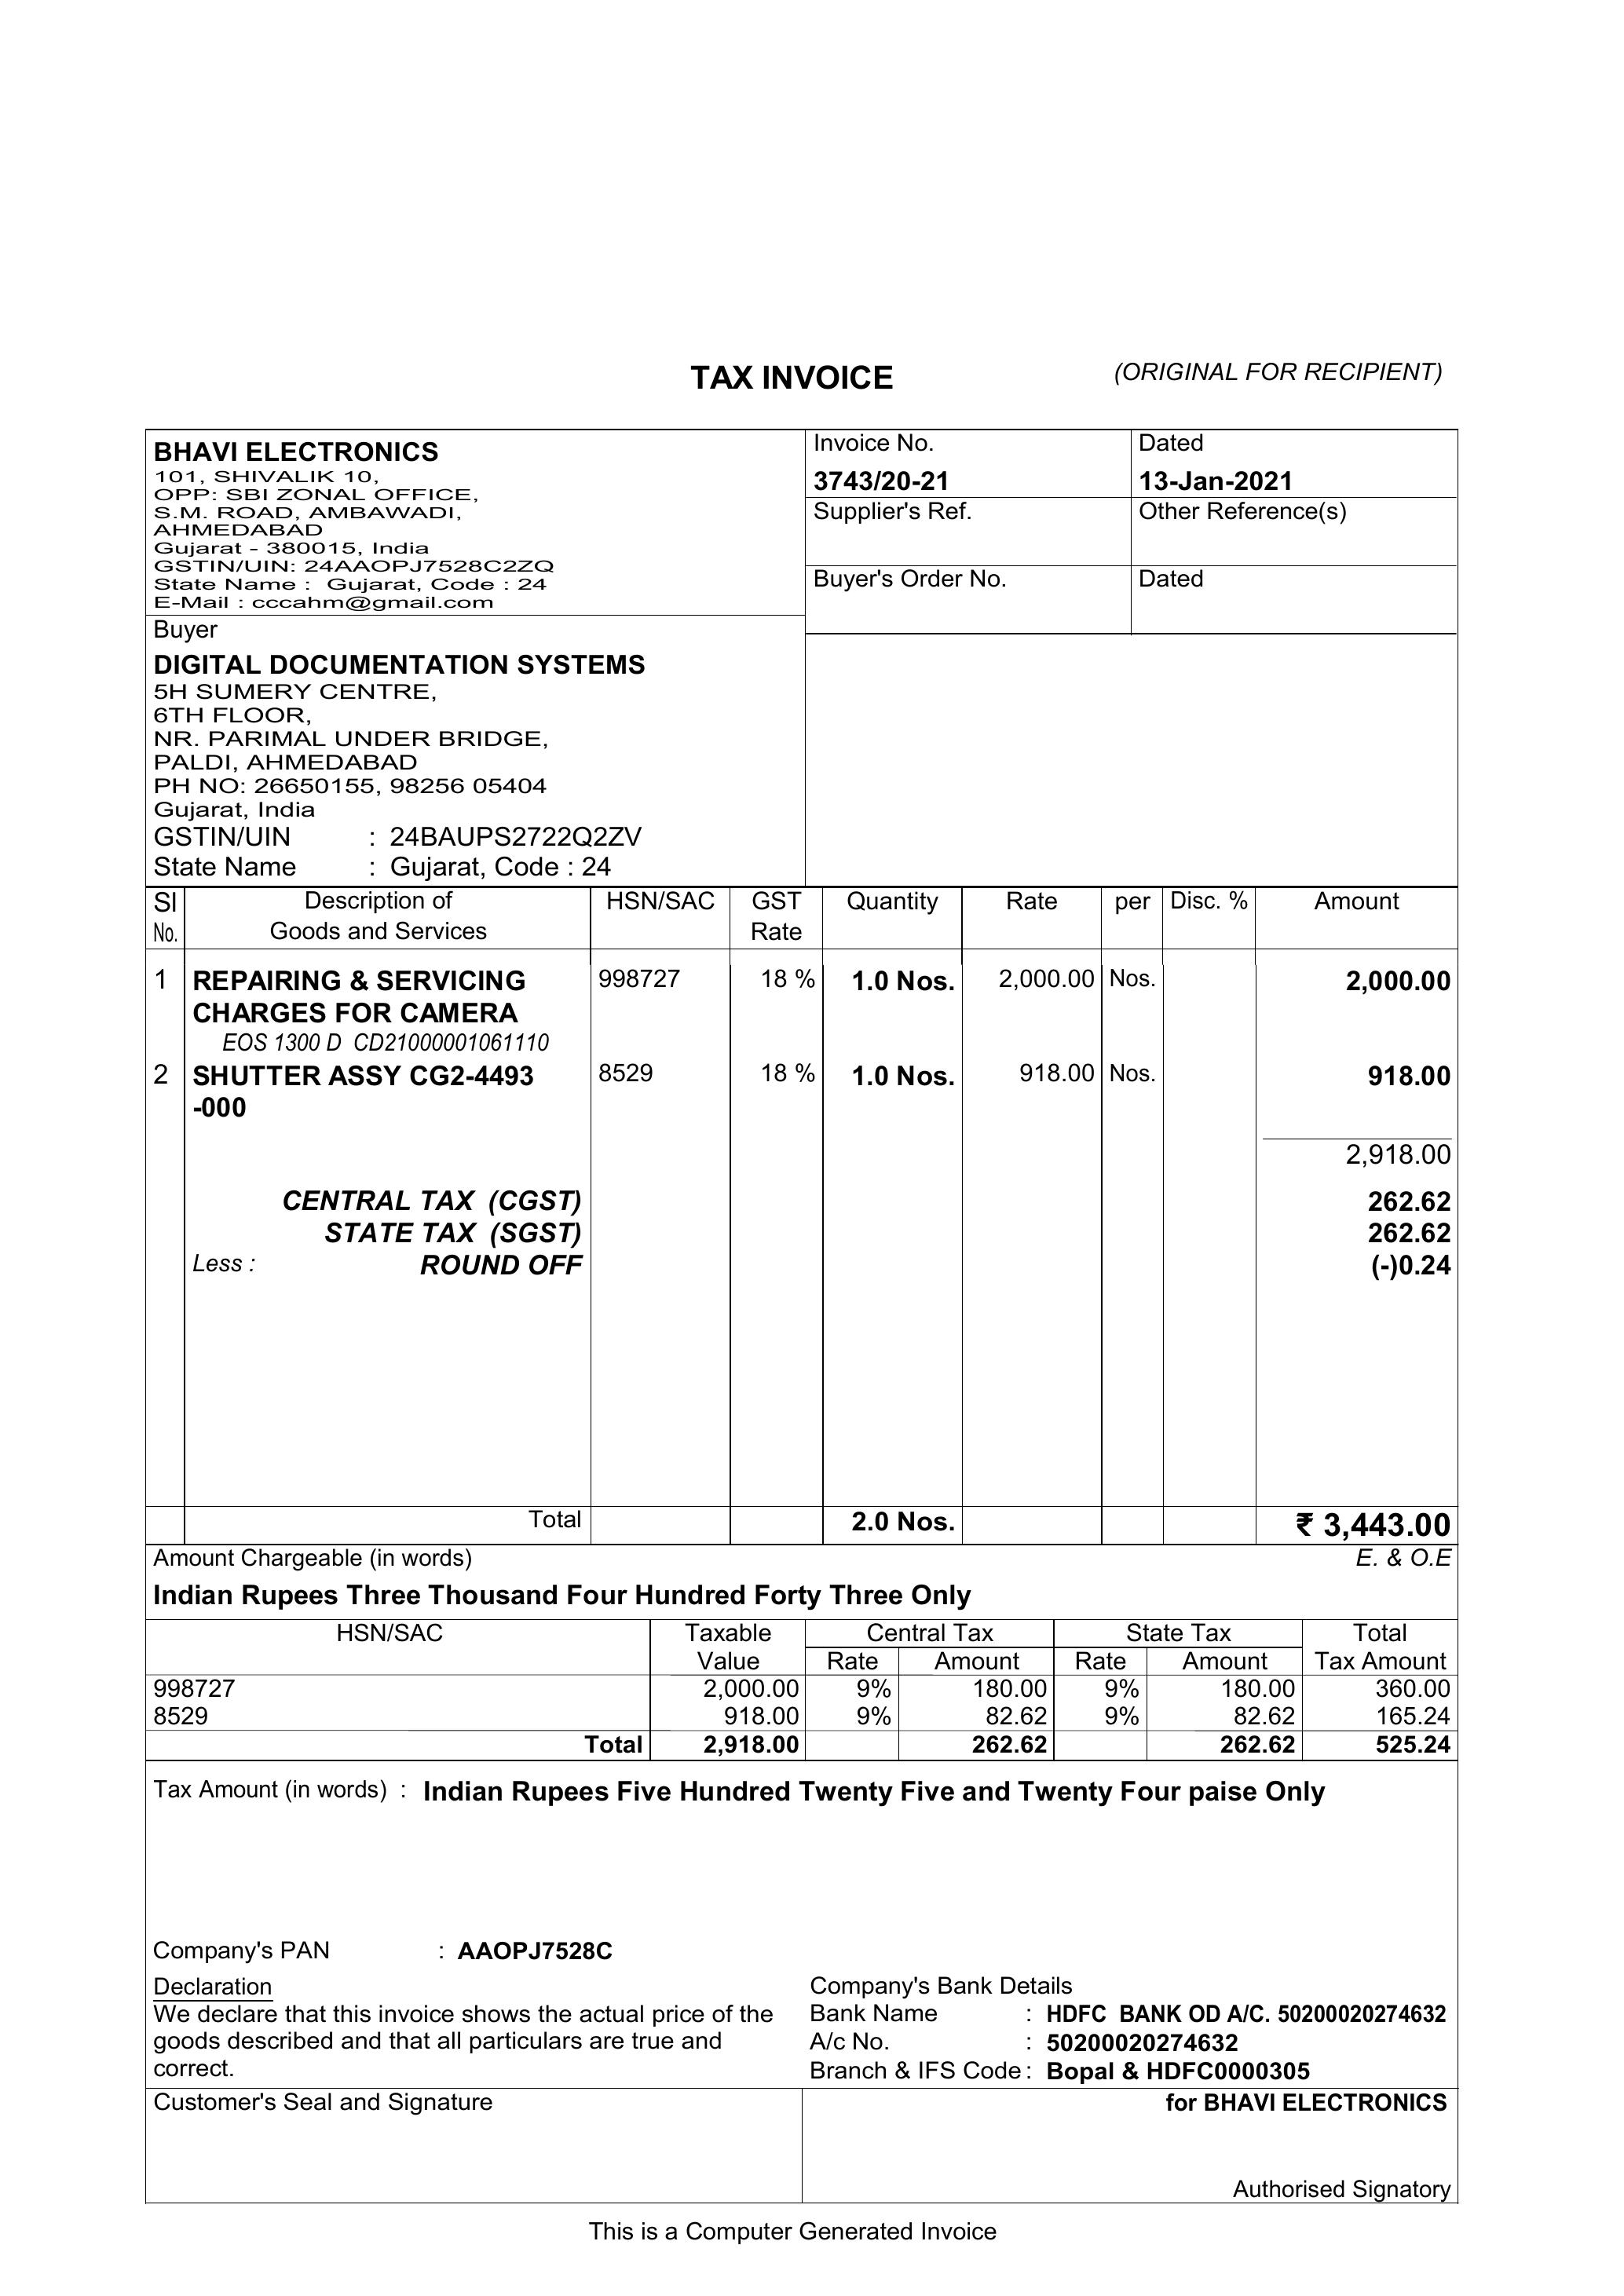 TAX INVOICE
(ORIGINAL FOR RECIPIENT)
BHAVI ELECTRONICS
101, SHIVALIK 10,
OPP: SBI ZONAL OFFICE,
S.M. ROAD, AMBAWADI,
AHMEDABAD
Gujarat - 380015, India
GSTIN/UIN: 24AAOPJ7528C2ZQ
State Name : Gujarat, Code : 24
E-Mail : cccahm@gmail.com
Invoice No. Dated
3743/20-21 13-Jan-2021
Supplier's Ref. Other Reference(s)
Buyer's Order No. Dated
Buyer
DIGITAL DOCUMENTATION SYSTEMS
5H SUMERY CENTRE,
6TH FLOOR,
NR. PARIMAL UNDER BRIDGE,
PALDI, AHMEDABAD
PH NO: 26650155, 98256 05404
Gujarat, India
GSTIN/UIN : 24BAUPS2722Q2ZV
State Name : Gujarat, Code : 24
Sl Description of HSN/SAC GST Quantity Rate per Disc. % Amount
No. Goods and Services Rate
1 REPAIRING & SERVICING 998727 18 % 1.0 Nos. 2,000.00 Nos. 2,000.00
CHARGES FOR CAMERA
EOS 1300 D CD21000001061110
2 SHUTTER ASSY CG2-4493 8529 18 % 1.0 Nos. 918.00 Nos. 918.00
-000
2,918.00
CENTRAL TAX (CGST) 262.62
STATE TAX (SGST) 262.62
Less : ROUND OFF (-)0.24
Total 2.0 Nos. ₹ 3,443.00
Amount Chargeable (in words) E. & O.E
Indian Rupees Three Thousand Four Hundred Forty Three Only
HSN/SAC Taxable Central Tax State Tax Total
Value Rate Amount Rate Amount Tax Amount
998727 2,000.00 9% 180.00 9% 180.00 360.00
8529 918.00 9% 82.62 9% 82.62 165.24
Total 2,918.00 262.62 262.62 525.24
Tax Amount (in words) : Indian Rupees Five Hundred Twenty Five and Twenty Four paise Only
Company's PAN : AAOPJ7528C
Declaration
We declare that this invoice shows the actual price of the
goods described and that all particulars are true and
correct.
Company's Bank Details
Bank Name : HDFC BANK OD A/C. 50200020274632
A/c No. : 50200020274632
Branch & IFS Code : Bopal & HDFC0000305
Customer's Seal and Signature
for BHAVI ELECTRONICS
Authorised Signatory
This is a Computer Generated Invoice